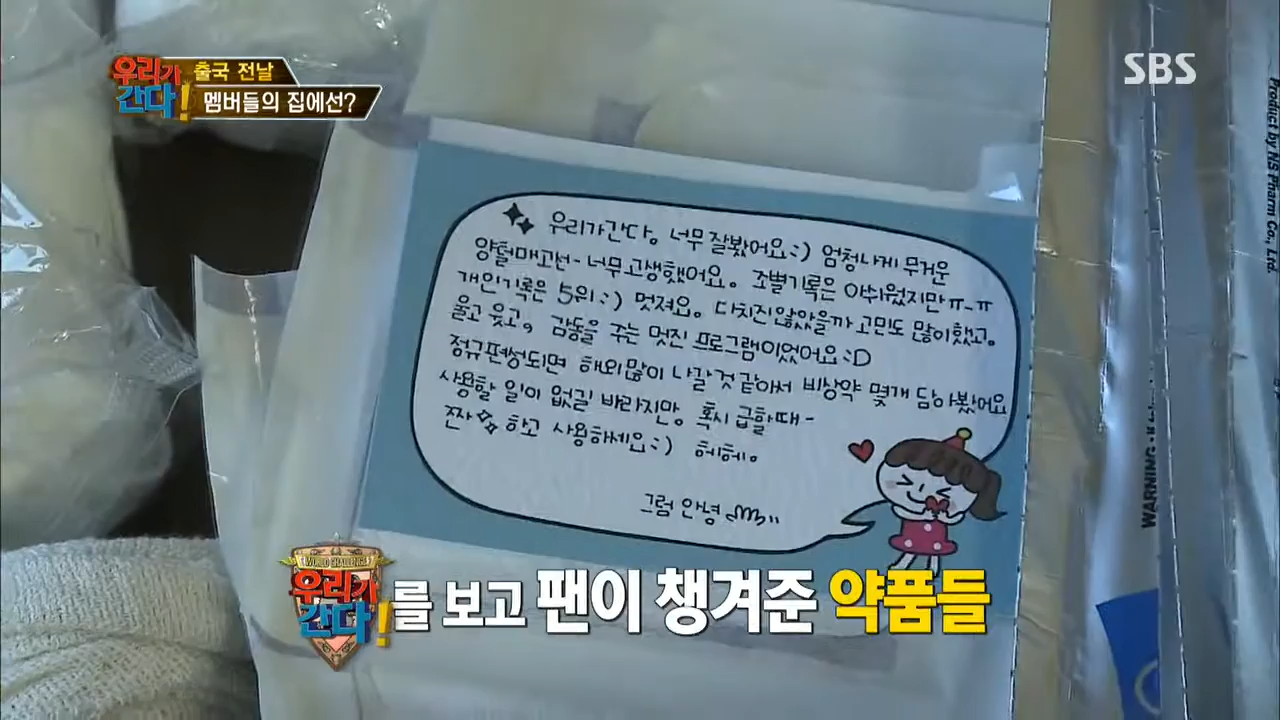 우리가 간다!
출국 전날
멤버들의 집에선?
SBS
Product by HS Pharm Co., Ltd.
우리가간다. 너무 잘봤어요:) 엄청나게 무거운
양털매고선- 너무고생했어요. 조별기록은 아쉬웠지만ㅠ-ㅠ
개인기록은 5위:) 멋져요. 다치진않았을까 고민도 많이했고.
울고 웃고. 감동을 주는 멋진 프로그램이었어요:D
정규편성되면 해외많이 나갈것 같아서 비상약 몇개 담아봤어요
사용할 일이 없길 바라지만, 혹시 급할때-
짠 하고 사용하세요:) 헤헤.
그럼 안녕
WARNING
WORLD CHALLENGE
우리가 간다! 를 보고 팬이 챙겨준 약품들